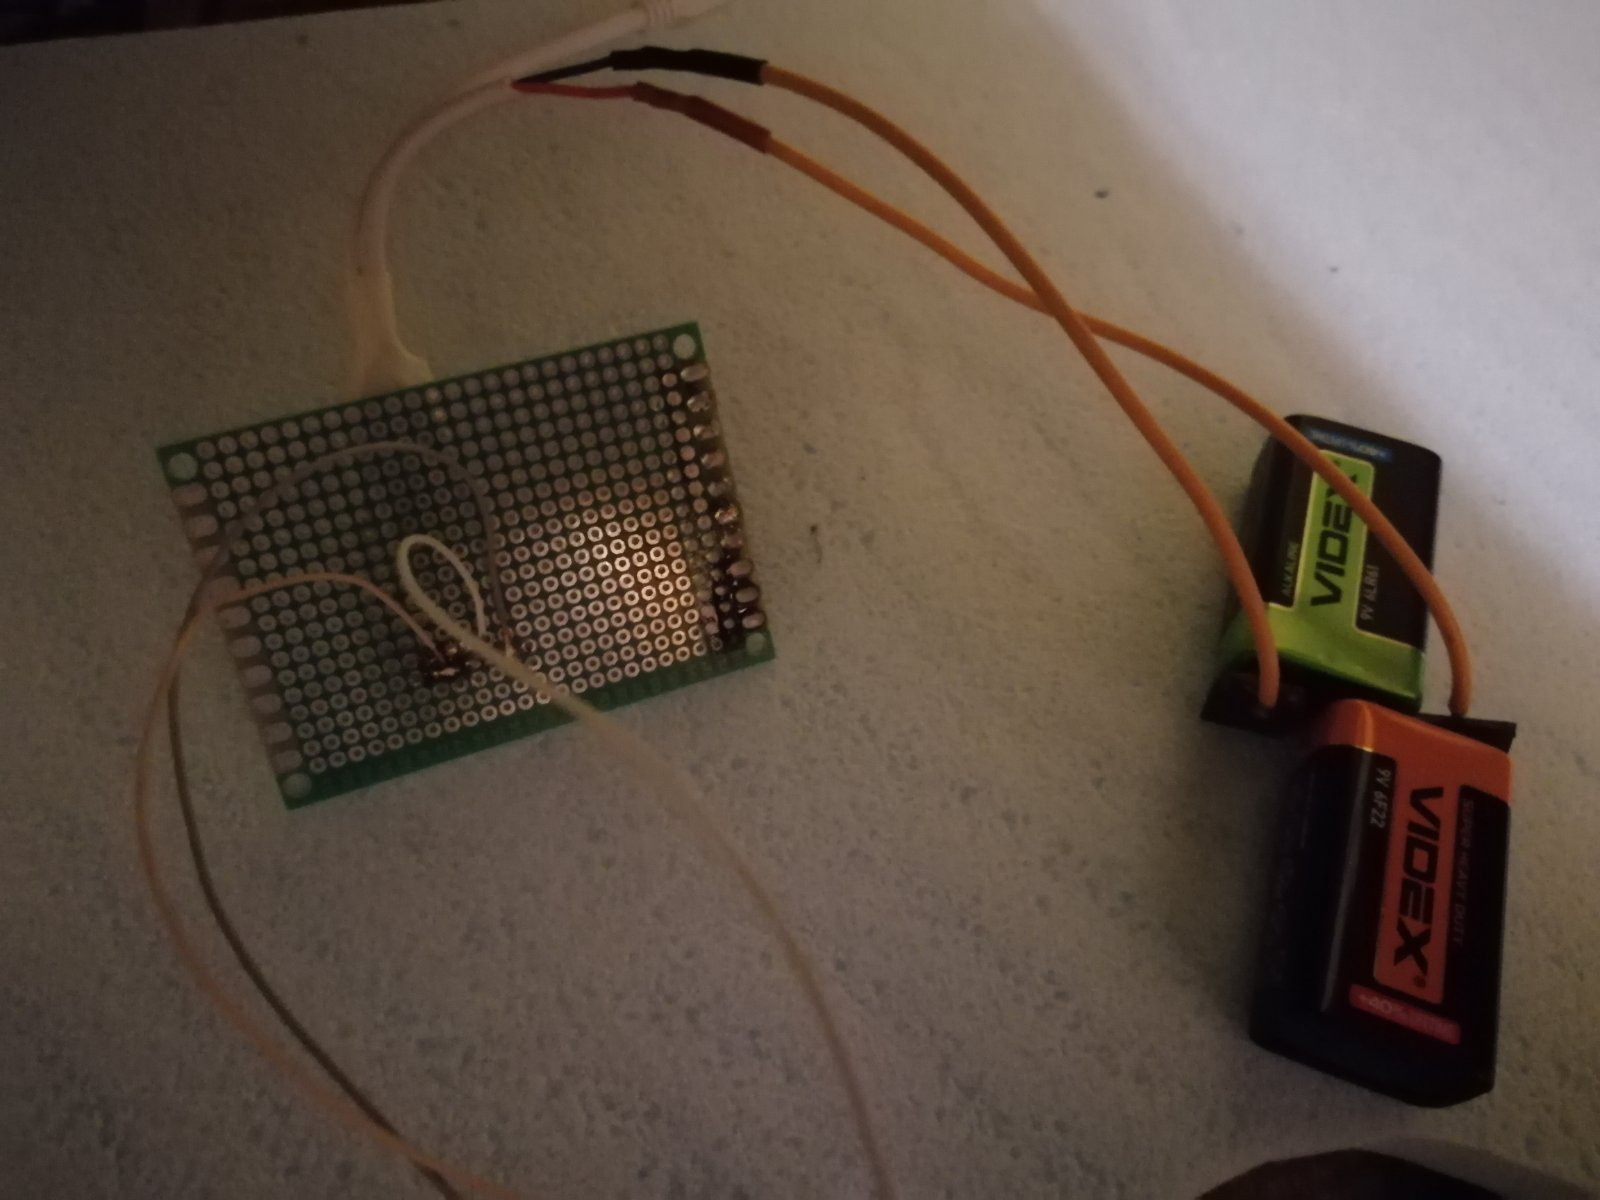 VIDEX
ALKALINE
9V 6LR61
VIDEX
9V 6F22
SUPER HEAVY DUTY